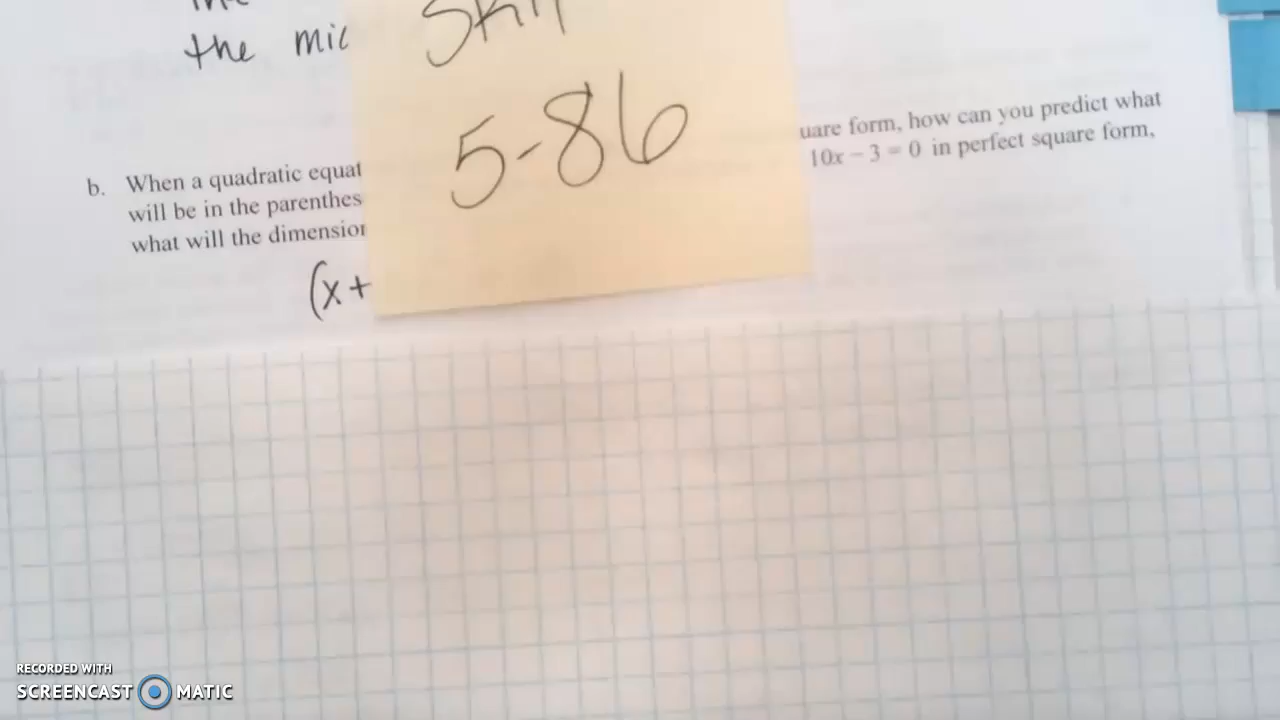 the mic
5-86
b. When a quadratic equat uare form, how can you predict what
will be in the parenthes 10x − 3 = 0 in perfect square form,
what will the dimension
(x+
RECORDED WITH
SCREENCAST MATIC